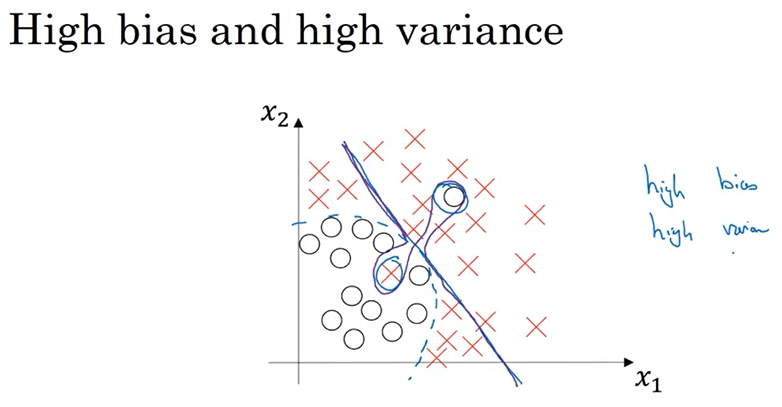 High bias and high variance
x₂
high bias
high varian
x₁